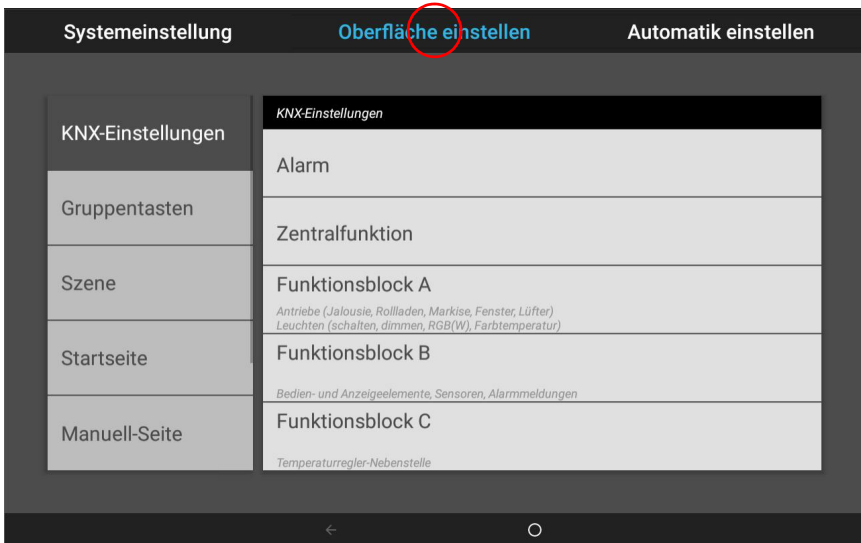 Systemeinstellung
Oberfläche einstellen
Automatik einstellen
KNX-Einstellungen
Gruppentasten
Szene
Startseite
Manuell-Seite
KNX-Einstellungen
Alarm
Zentralfunktion
Funktionsblock A
Antriebe (Jalousie, Rollladen, Markise, Fenster, Lüfter)
Leuchten (schalten, dimmen, RGB(W), Farbtemperatur)
Funktionsblock B
Bedien- und Anzeigeelemente, Sensoren, Alarmmeldungen
Funktionsblock C
Temperaturregler-Nebenstelle